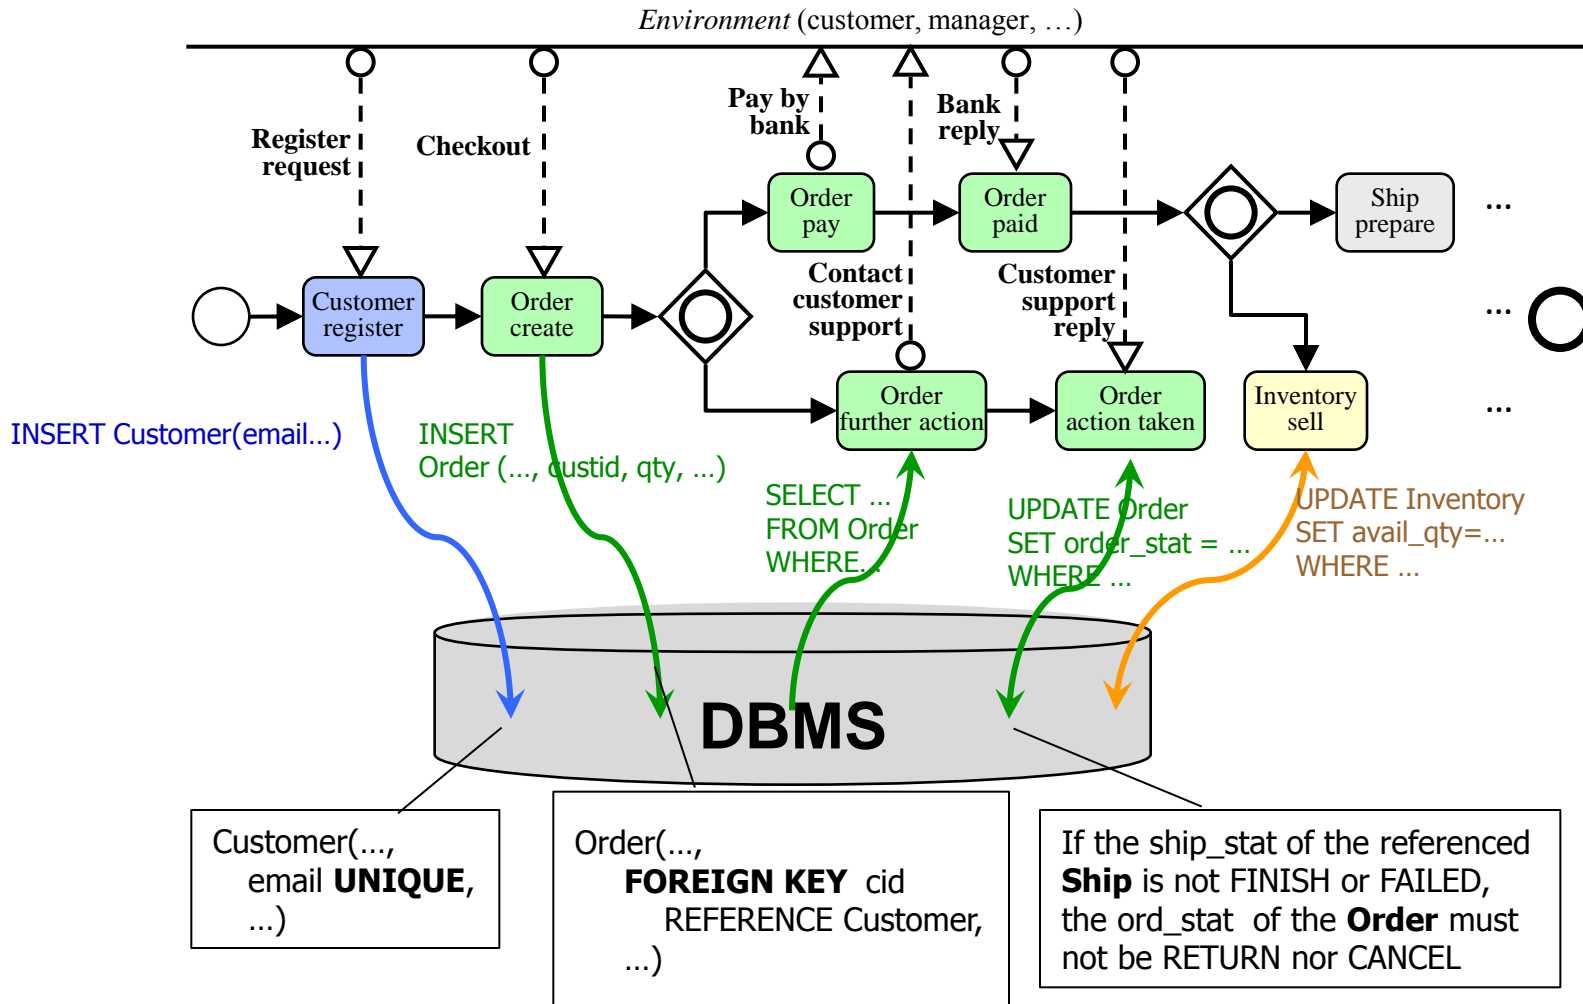 Environment (customer, manager, …)
Register
request
Checkout
Pay by
bank
Bank
reply
Order
pay
Order
paid
Ship
prepare
...
Contact
customer
support
Customer
support
reply
Customer
register
Order
create
...
Order
further action
Order
action taken
Inventory
sell
...
INSERT Customer(email…)
INSERT
Order (…, custid, qty, …)
SELECT …
FROM Order
WHERE…
UPDATE Order
SET order_stat = …
WHERE …
UPDATE Inventory
SET avail_qty=…
WHERE …
DBMS
Customer(…,
email UNIQUE,
…)
Order(…,
FOREIGN KEY cid
REFERENCE Customer,
…)
If the ship_stat of the referenced
Ship is not FINISH or FAILED,
the ord_stat of the Order must
not be RETURN nor CANCEL